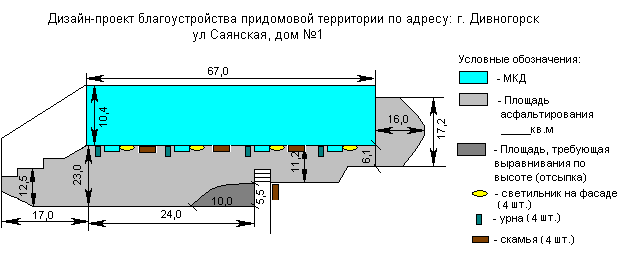 Дизайн-проект благоустройства придомовой территории по адресу: г. Дивногорск
ул Саянская, дом №1
Условные обозначения:
67,0
- МКД
- Площадь
асфальтирования
_____кв.м
10,4
16,0
17,2
- Площадь, требующая
выравнивания по
высоте (отсыпка)
11,2
6,1
23,0
12,5
- светильник на фасаде
(4 шт.)
10,0
5,5
17,0
24,0
- урна (4 шт.)
- скамья (4 шт.)